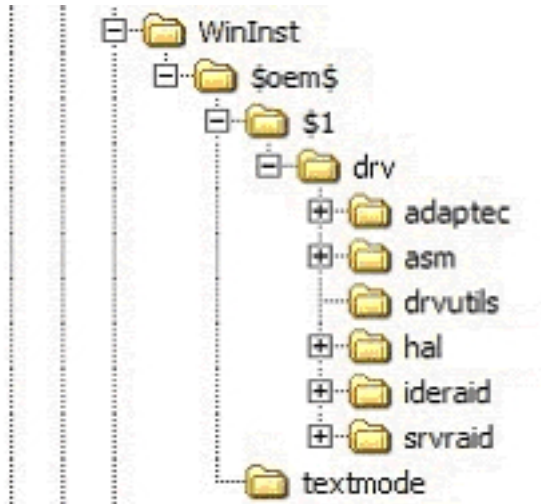 WinInst
$oem$
$1
drv
adaptec
asm
drvutils
hal
ideraid
srvraid
textmode